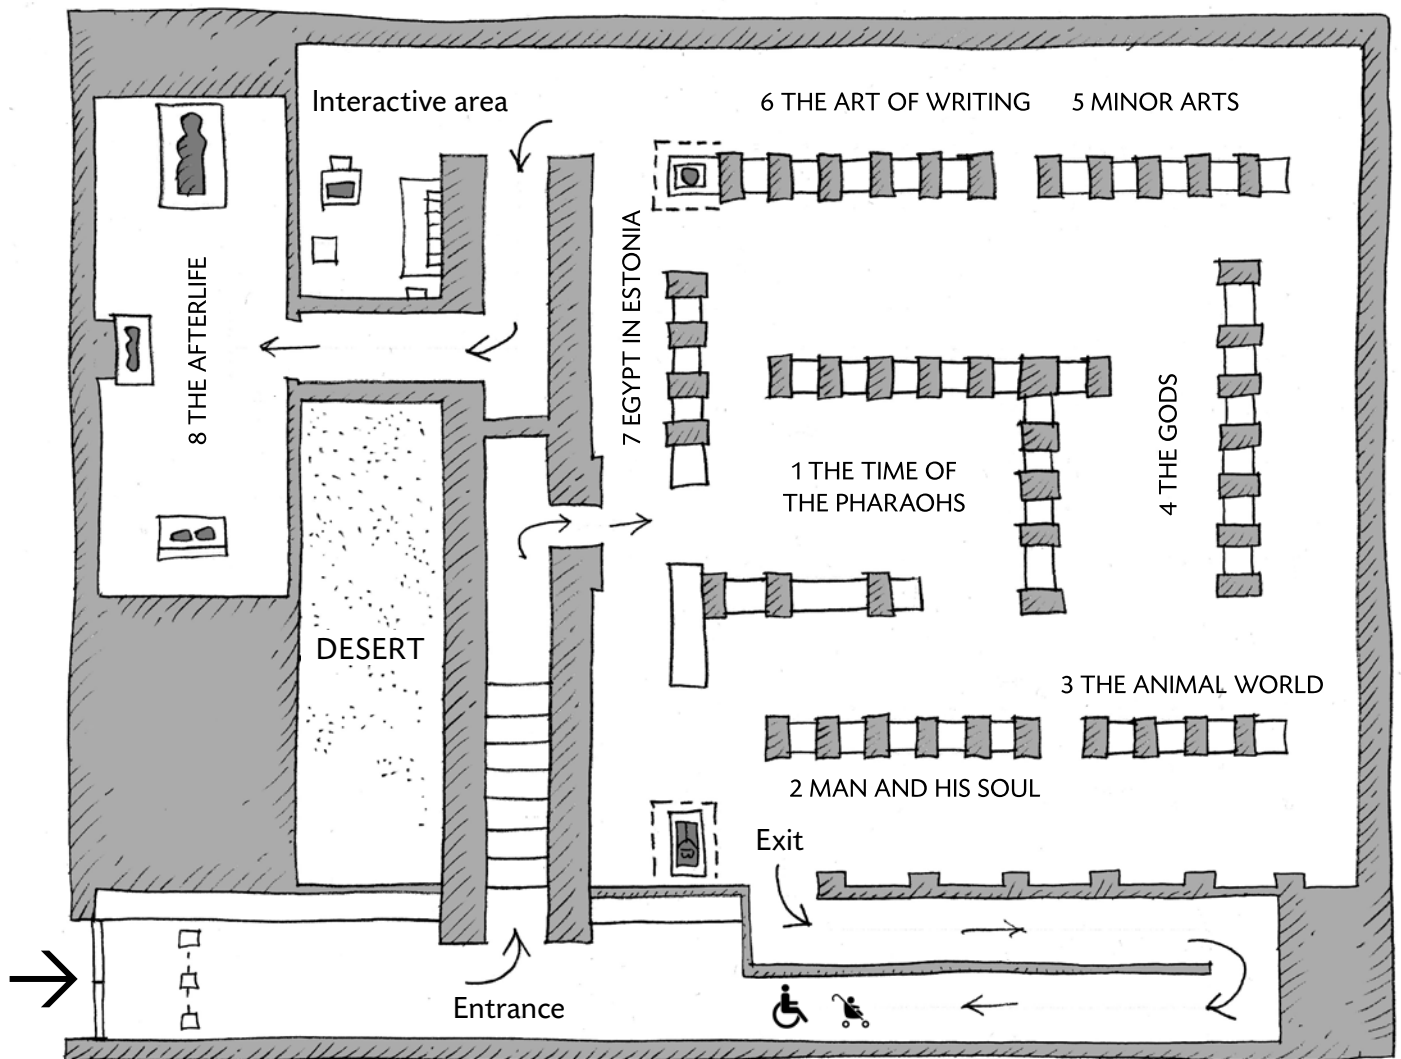 Interactive area
6 THE ART OF WRITING
5 MINOR ARTS
8 THE AFTERLIFE
7 EGYPT IN ESTONIA
4 THE GODS
1 THE TIME OF
THE PHARAOHS
DESERT
3 THE ANIMAL WORLD
2 MAN AND HIS SOUL
Exit
Entrance